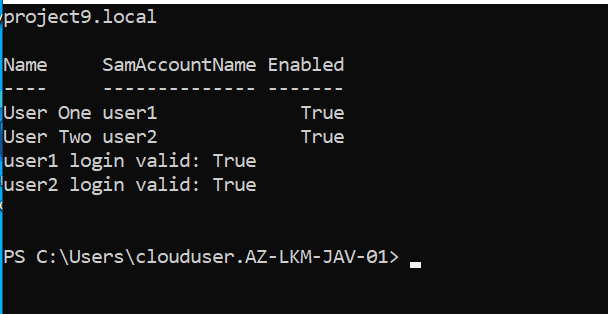 project9.local
Name     SamAccountName Enabled
----     -------------- -------
User One user1             True
User Two user2             True
user1 login valid: True
user2 login valid: True
PS C:\Users\clouduser.AZ-LKM-JAV-01>